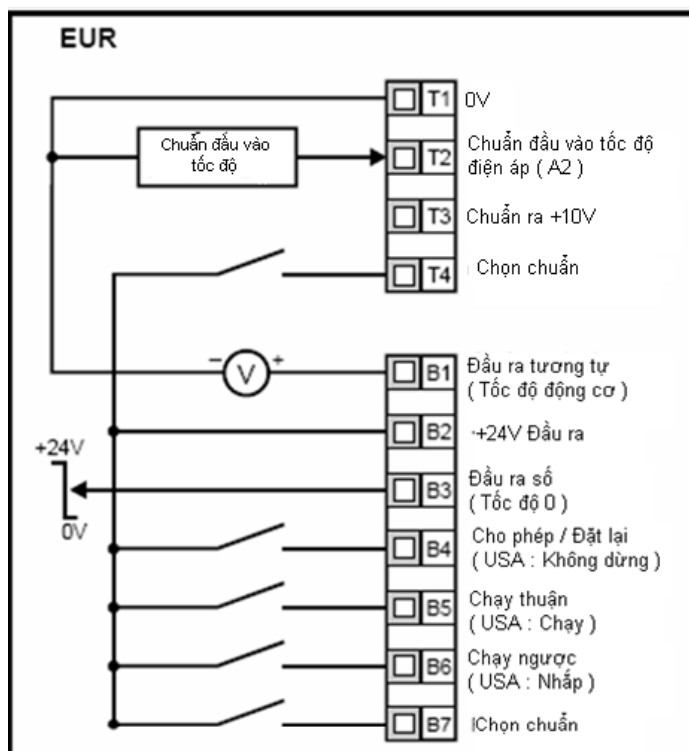 EUR
T1 0V
Chuẩn đầu vào
tốc độ
T2 Chuẩn đầu vào tốc độ
điện áp ( A2 )
T3 Chuẩn ra +10V
T4 Chọn chuẩn
− V +
B1 Đầu ra tương tự
( Tốc độ động cơ )
B2 +24V Đầu ra
+24V
0V
B3 Đầu ra số
( Tốc độ 0 )
B4 Cho phép / Đặt lại
( USA : Không dừng )
B5 Chạy thuận
( USA : Chạy )
B6 Chạy ngược
( USA : Nhắp )
B7 Chọn chuẩn